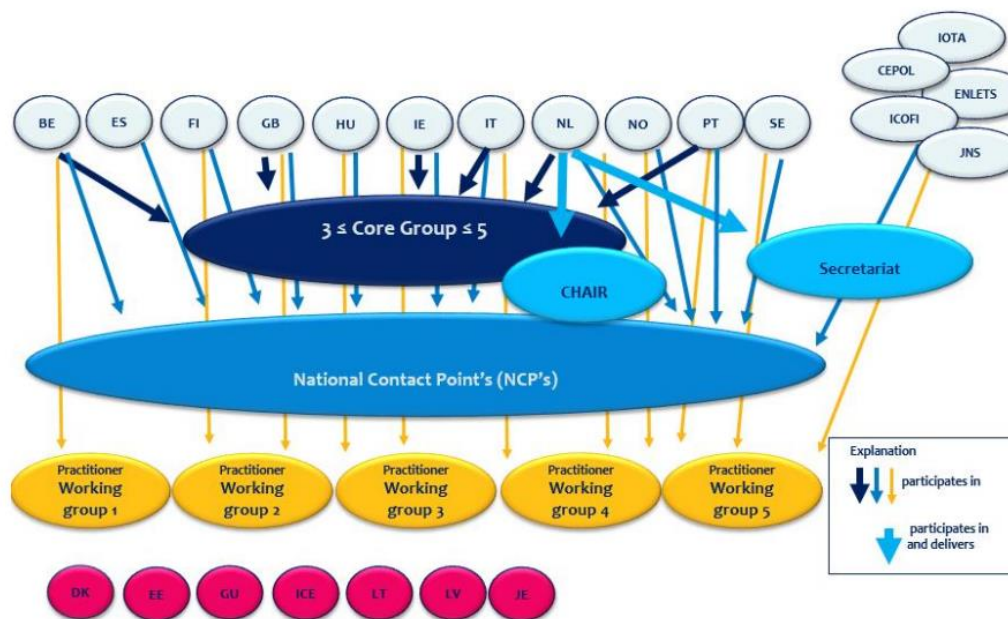 IOTA
CEPOL
ENLETS
ICOFI
JNS
BE
ES
FI
GB
HU
IE
IT
NL
NO
PT
SE
3 ≤ Core Group ≤ 5
Secretariat
CHAIR
National Contact Point's (NCP's)
Explanation
participates in
participates in
and delivers
Practitioner
Working
group 1
Practitioner
Working
group 2
Practitioner
Working
group 3
Practitioner
Working
group 4
Practitioner
Working
group 5
DK
EE
GU
ICE
LT
LV
JE